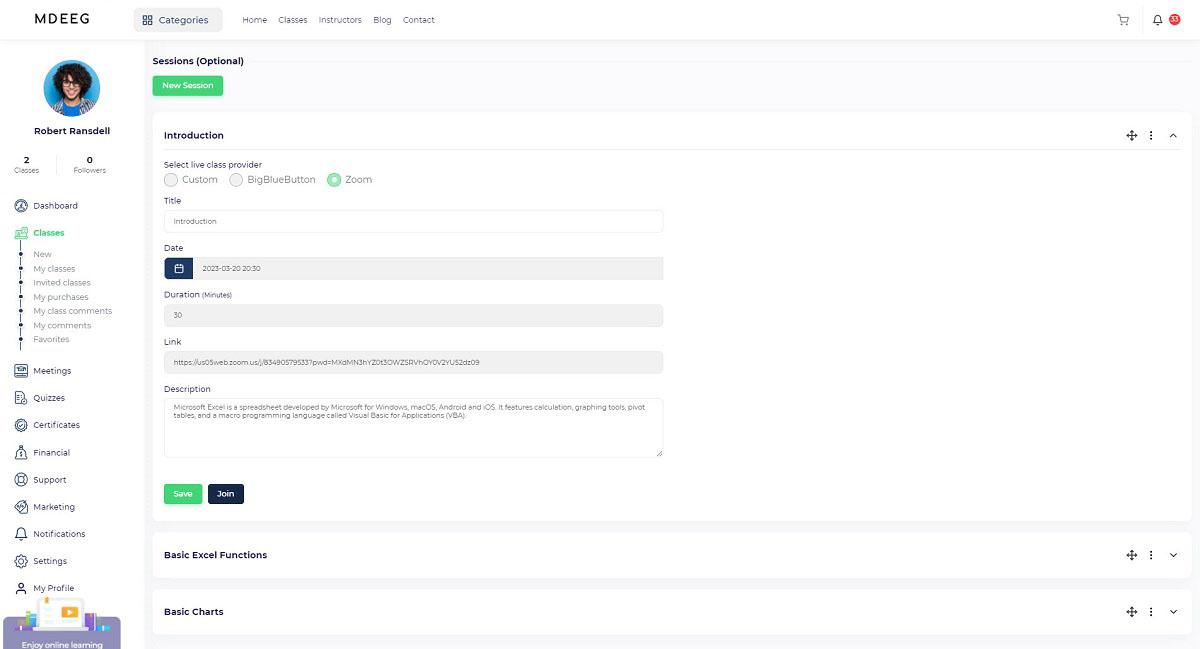 MDEEG
Categories
Home Classes Instructors Blog Contact
33
Robert Ransdell
2 0
Classes Followers
Dashboard
Classes
New
My classes
Invited classes
My purchases
My class comments
My comments
Favorites
Meetings
Quizzes
Certificates
Financial
Support
Marketing
Notifications
Settings
My Profile
Enjoy online learning
Sessions (Optional)
New Session
Introduction
Select live class provider
Custom BigBlueButton Zoom
Title
Introduction
Date
2023-03-20 20:30
Duration (Minutes)
30
Link
https://us05web.zoom.us/j/83490579533?pwd=MXdMN3hYZ0t3OWZSRVhOY0V2YU52dz09
Description
Microsoft Excel is a spreadsheet developed by Microsoft for Windows, macOS, Android and iOS. It features calculation, graphing tools, pivot
tables, and a macro programming language called Visual Basic for Applications (VBA).
Save Join
Basic Excel Functions
Basic Charts